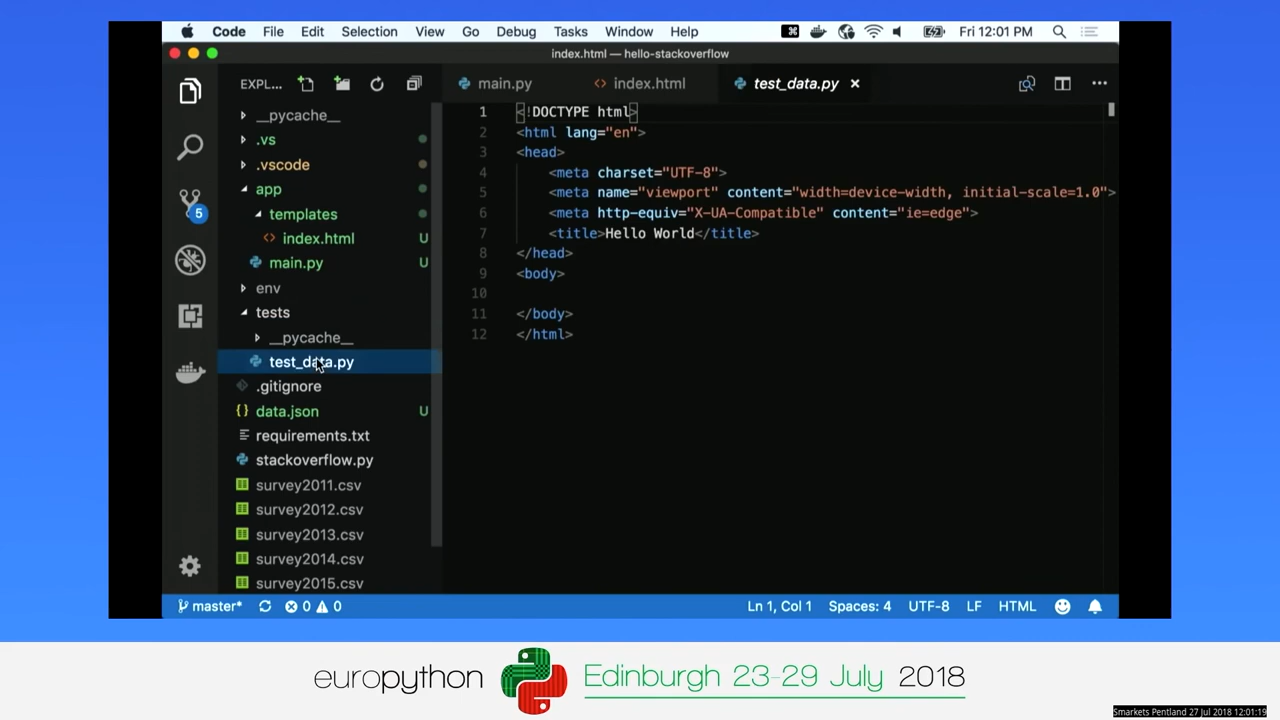 Code File Edit Selection View Go Debug Tasks Window Help Fri 12:01 PM
index.html — hello-stackoverflow
EXPL...
main.py
index.html
test_data.py
__pycache__
.vs
.vscode
app
templates
index.html U
main.py U
env
tests
__pycache__
test_data.py
.gitignore
data.json U
requirements.txt
stackoverflow.py
survey2011.csv
survey2012.csv
survey2013.csv
survey2014.csv
survey2015.csv
5
1 <!DOCTYPE html>
2 <html lang="en">
3 <head>
4 <meta charset="UTF-8">
5 <meta name="viewport" content="width=device-width, initial-scale=1.0">
6 <meta http-equiv="X-UA-Compatible" content="ie=edge">
7 <title>Hello World</title>
8 </head>
9 <body>
10
11 </body>
12 </html>
master* 0 0 Ln 1, Col 1 Spaces: 4 UTF-8 LF HTML
europython Edinburgh 23-29 July 2018
Smarkets Pentland 27 Jul 2018 12:01:19